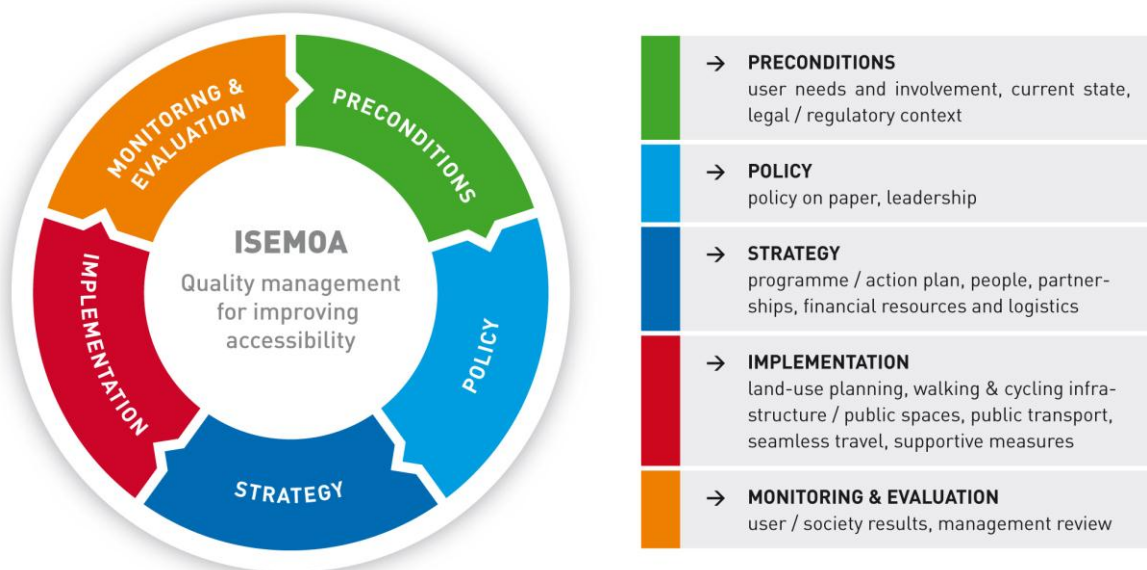 MONITORING &
EVALUATION
PRECONDITIONS
POLICY
STRATEGY
IMPLEMENTATION
ISEMOA
Quality management
for improving
accessibility
→ PRECONDITIONS
user needs and involvement, current state,
legal / regulatory context
→ POLICY
policy on paper, leadership
→ STRATEGY
programme / action plan, people, partner-
ships, financial resources and logistics
→ IMPLEMENTATION
land-use planning, walking & cycling infra-
structure / public spaces, public transport,
seamless travel, supportive measures
→ MONITORING & EVALUATION
user / society results, management review